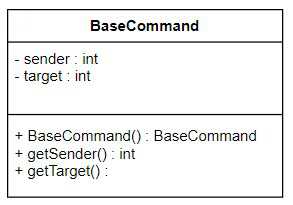 BaseCommand
- sender : int
- target : int
+ BaseCommand() : BaseCommand
+ getSender() : int
+ getTarget() :